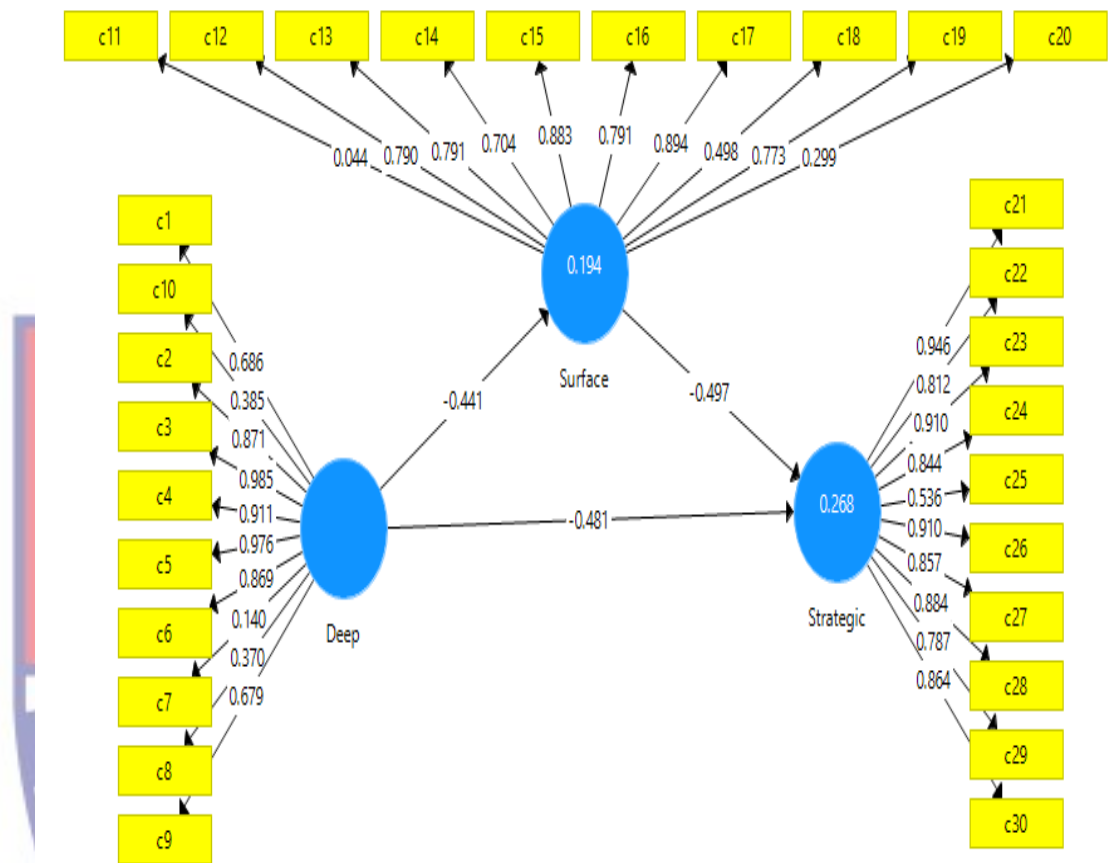 c11 c12 c13 c14 c15 c16 c17 c18 c19 c20
0.044 0.790 0.791 0.704 0.883 0.791 0.894 0.498 0.773 0.299
c1
c10
c2
c3
c4
c5
c6
c7
c8
c9
0.686
0.385
0.871
0.985
0.911
0.976
0.869
0.140
0.370
0.679
Deep
-0.441
0.194
Surface
-0.497
-0.481
0.268
Strategic
0.946
0.812
0.910
0.844
0.536
0.910
0.857
0.884
0.787
0.864
c21
c22
c23
c24
c25
c26
c27
c28
c29
c30